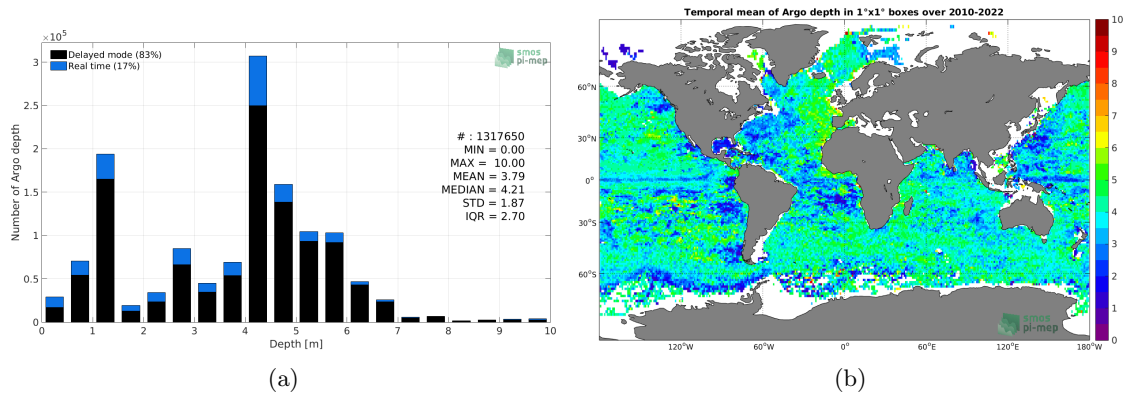 ×10⁵
Delayed mode (83%)
Real time (17%)
smos
pi-mep
3
2.5
2
1.5
1
0.5
0
Number of Argo depth
# : 1317650
MIN = 0.00
MAX = 10.00
MEAN = 3.79
MEDIAN = 4.21
STD = 1.87
IQR = 2.70
0 1 2 3 4 5 6 7 8 9 10
Depth [m]
(a)
Temporal mean of Argo depth in 1°x1° boxes over 2010-2022
60°N
30°N
0°
30°S
60°S
120°W 60°W 0° 60°E 120°E 180°W
smos
pi-mep
10
9
8
7
6
5
4
3
2
1
0
(b)